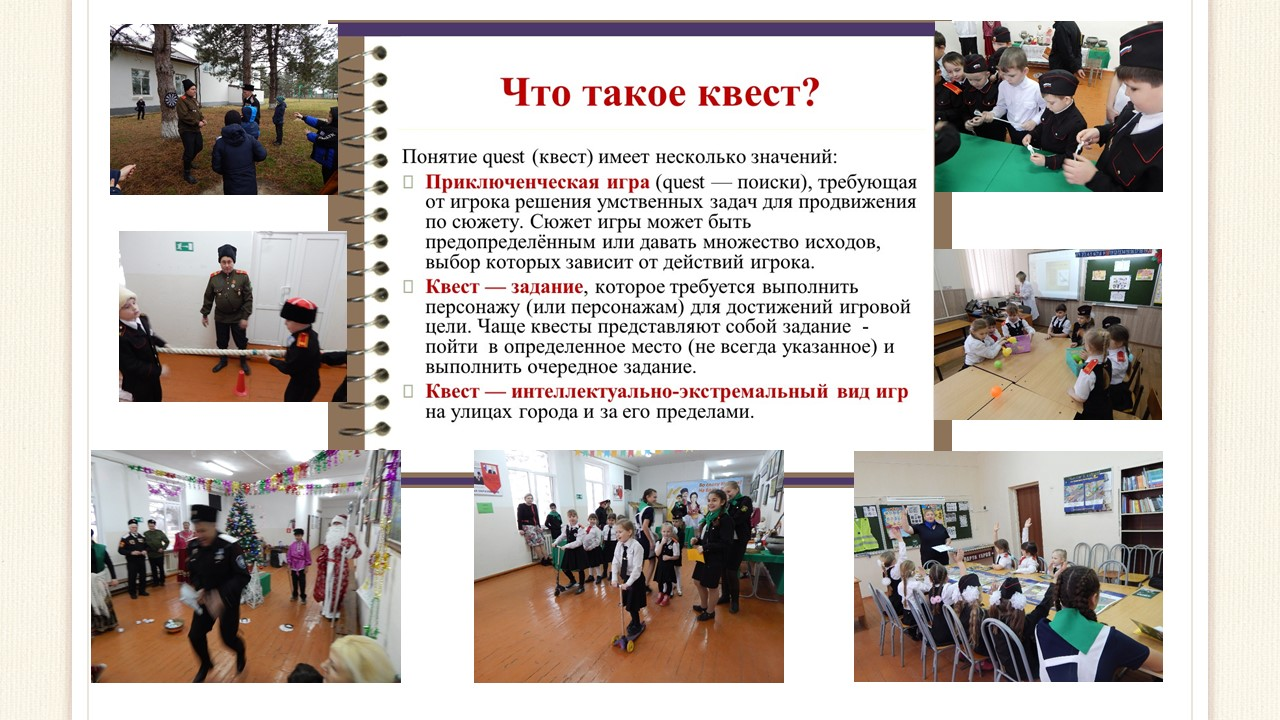 Что такое квест?
Понятие quest (квест) имеет несколько значений:
Приключенческая игра (quest — поиски), требующая
от игрока решения умственных задач для продвижения
по сюжету. Сюжет игры может быть
предопределённым или давать множество исходов,
выбор которых зависит от действий игрока.
Квест — задание, которое требуется выполнить
персонажу (или персонажам) для достижений игровой
цели. Чаще квесты представляют собой задание -
пойти в определенное место (не всегда указанное) и
выполнить очередное задание.
Квест — интеллектуально-экстремальный вид игр
на улицах города и за его пределами.